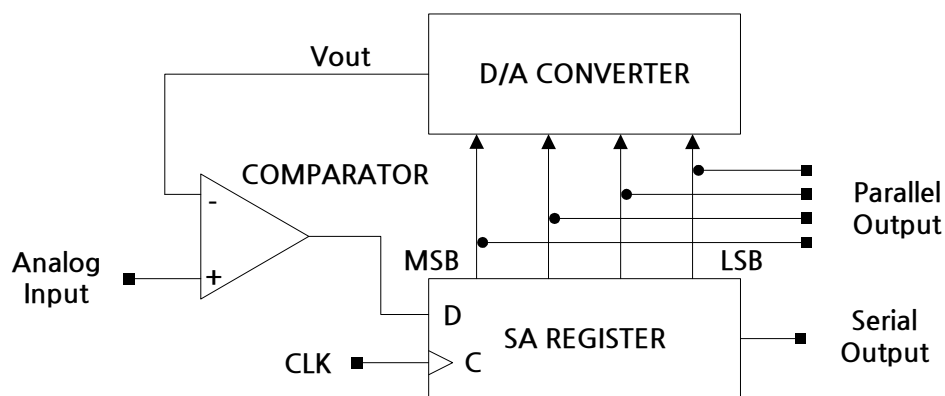 Vout
D/A CONVERTER
COMPARATOR
-
+
Analog
Input
Parallel
Output
MSB
LSB
D
SA REGISTER
C
CLK
Serial
Output